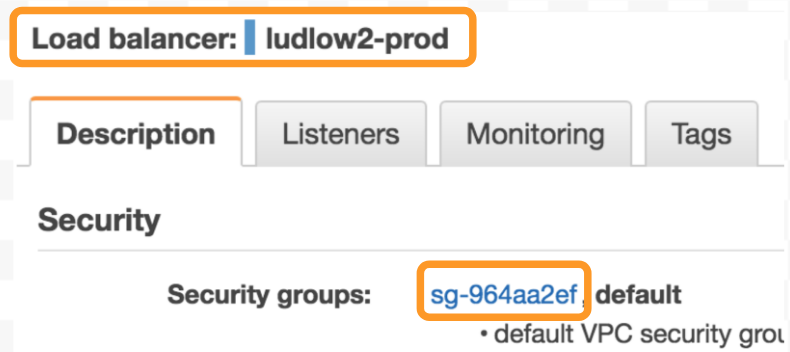 Load balancer: ludlow2-prod
Description Listeners Monitoring Tags
Security
Security groups: sg-964aa2ef, default
• default VPC security grou